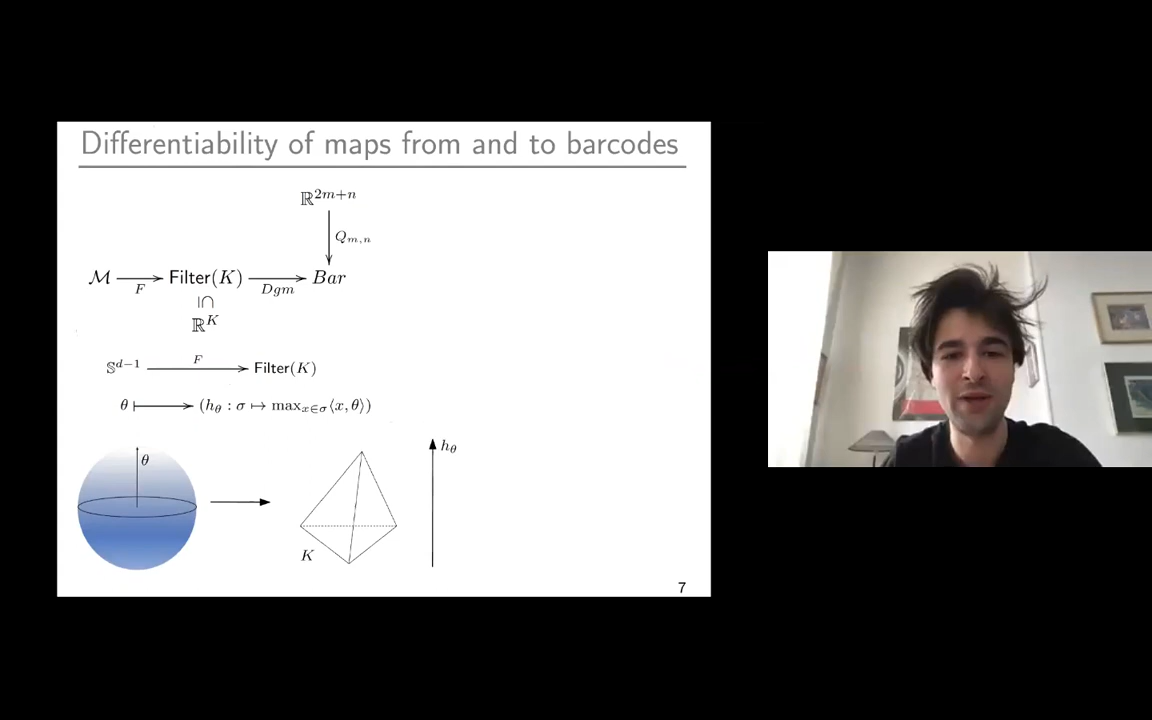 Differentiability of maps from and to barcodes
ℝ^{2m+n}
Q_{m,n}
ℳ → Filter(K) → Bar
F Dgm
|∩
ℝ^K
𝕊^{d−1} →^F Filter(K)
θ ↦ (h_θ : σ ↦ max_{x∈σ}⟨x, θ⟩)
θ
h_θ
K
7